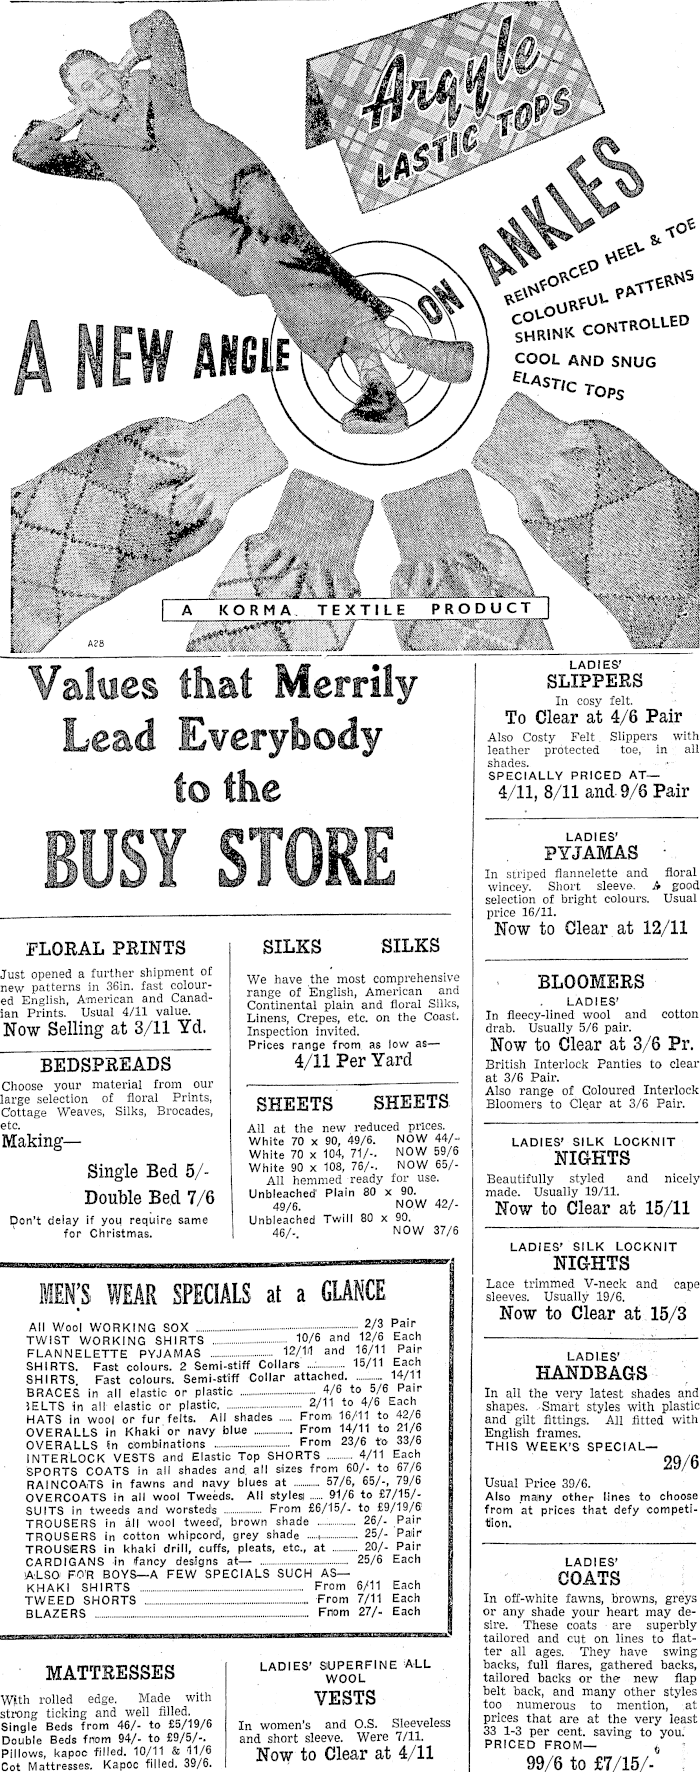 Argyle
LASTIC TOPS
A NEW ANGLE
ON
ANKLES
REINFORCED HEEL & TOE
COLOURFUL PATTERNS
SHRINK CONTROLLED
COOL AND SNUG
ELASTIC TOPS
A KORMA TEXTILE PRODUCT
A28
Values that Merrily
Lead Everybody
to the
BUSY STORE
FLORAL PRINTS
Just opened a further shipment of
new patterns in 36in. fast colour-
ed English, American and Canad-
ian Prints. Usual 4/11 value.
Now Selling at 3/11 Yd.
BEDSPREADS
Choose your material from our
large selection of floral Prints,
Cottage Weaves, Silks, Brocades,
etc.
Making—
Single Bed 5/-
Double Bed 7/6
Don't delay if you require same
for Christmas.
SILKS SILKS
We have the most comprehensive
range of English, American and
Continental plain and floral Silks,
Linens, Crepes, etc. on the Coast.
Inspection invited.
Prices range from as low as—
4/11 Per Yard
SHEETS SHEETS
All at the new reduced prices.
White 70 x 90, 49/6. NOW 44/-
White 70 x 104, 71/-. NOW 59/6
White 90 x 108, 76/-. NOW 65/-
All hemmed ready for use.
Unbleached Plain 80 x 90.
49/6. NOW 42/-
Unbleached Twill 80 x 90,
46/-. NOW 37/6
MEN'S WEAR SPECIALS at a GLANCE
All Wool WORKING SOX 2/3 Pair
TWIST WORKING SHIRTS 10/6 and 12/6 Each
FLANNELETTE PYJAMAS 12/11 and 16/11 Pair
SHIRTS. Fast colours. 2 Semi-stiff Collars 15/11 Each
SHIRTS. Fast colours. Semi-stiff Collar attached. 14/11
BRACES in all elastic or plastic 4/6 to 5/6 Pair
BELTS in all elastic or plastic. 2/11 to 4/6 Each
HATS in wool or fur felts. All shades From 16/11 to 42/6
OVERALLS in Khaki or navy blue From 14/11 to 21/6
OVERALLS in combinations From 23/6 to 33/6
INTERLOCK VESTS and Elastic Top SHORTS 4/11 Each
SPORTS COATS in all shades and all sizes from 60/- to 67/6
RAINCOATS in fawns and navy blues at 57/6, 65/-, 79/6
OVERCOATS in all wool Tweeds. All styles 91/6 to £7/15/-
SUITS in tweeds and worsteds From £6/15/- to £9/19/6
TROUSERS in all wool tweed, brown shade 26/- Pair
TROUSERS in cotton whipcord, grey shade 25/- Pair
TROUSERS in khaki drill, cuffs, pleats, etc., at 20/- Pair
CARDIGANS in fancy designs at— 25/6 Each
ALSO FOR BOYS—A FEW SPECIALS SUCH AS—
KHAKI SHIRTS From 6/11 Each
TWEED SHORTS From 7/11 Each
BLAZERS From 27/- Each
MATTRESSES
With rolled edge. Made with
strong ticking and well filled.
Single Beds from 46/- to £5/19/6
Double Beds from 94/- to £9/5/-.
Pillows, kapoc filled. 10/11 & 11/6
Cot Mattresses. Kapoc filled. 39/6.
LADIES' SUPERFINE ALL
WOOL
VESTS
In women's and O.S. Sleeveless
and short sleeve. Were 7/11.
Now to Clear at 4/11
LADIES'
SLIPPERS
In cosy felt.
To Clear at 4/6 Pair
Also Costy Felt Slippers with
leather protected toe, in all
shades.
SPECIALLY PRICED AT—
4/11, 8/11 and 9/6 Pair
LADIES'
PYJAMAS
In striped flannelette and floral
wincey. Short sleeve. A good
selection of bright colours. Usual
price 16/11.
Now to Clear at 12/11
BLOOMERS
LADIES'
In fleecy-lined wool and cotton
drab. Usually 5/6 pair.
Now to Clear at 3/6 Pr.
British Interlock Panties to clear
at 3/6 Pair.
Also range of Coloured Interlock
Bloomers to Clear at 3/6 Pair.
LADIES' SILK LOCKNIT
NIGHTS
Beautifully styled and nicely
made. Usually 19/11.
Now to Clear at 15/11
LADIES' SILK LOCKNIT
NIGHTS
Lace trimmed V-neck and cape
sleeves. Usually 19/6.
Now to Clear at 15/3
LADIES'
HANDBAGS
In all the very latest shades and
shapes. Smart styles with plastic
and gilt fittings. All fitted with
English frames.
THIS WEEK'S SPECIAL—
29/6
Usual Price 39/6.
Also many other lines to choose
from at prices that defy competi-
tion.
LADIES'
COATS
In off-white fawns, browns, greys
or any shade your heart may de-
sire. These coats are superbly
tailored and cut on lines to flat-
ter all ages. They have swing
backs, full flares, gathered backs,
tailored backs or the new flap
belt back, and many other styles
too numerous to mention, at
prices that are at the very least
33 1-3 per cent. saving to you.
PRICED FROM—
99/6 to £7/15/-